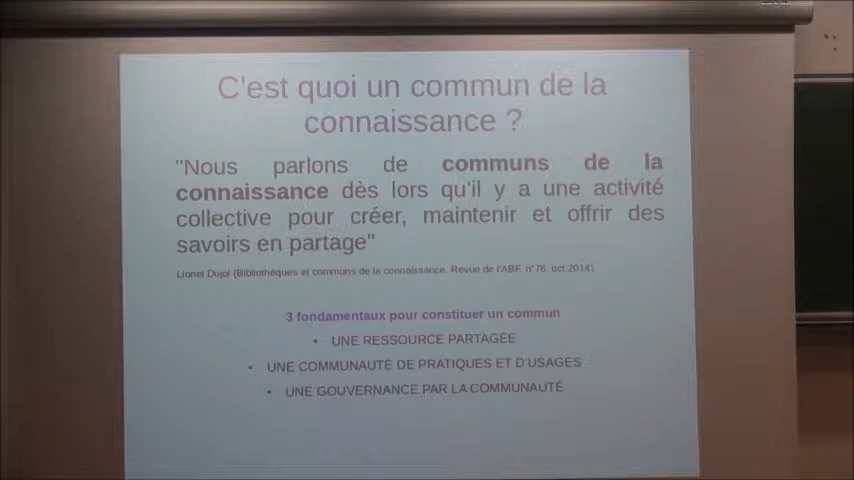 C'est quoi un commun de la
connaissance ?
"Nous parlons de communs de la
connaissance dès lors qu'il y a une activité
collective pour créer, maintenir et offrir des
savoirs en partage"
Lionel Dujol (Bibliothèques et communs de la connaissance. Revue de l'ABF, n°76, oct.2014)
3 fondamentaux pour constituer un commun
• UNE RESSOURCE PARTAGÉE
• UNE COMMUNAUTÉ DE PRATIQUES ET D'USAGES
• UNE GOUVERNANCE PAR LA COMMUNAUTÉ